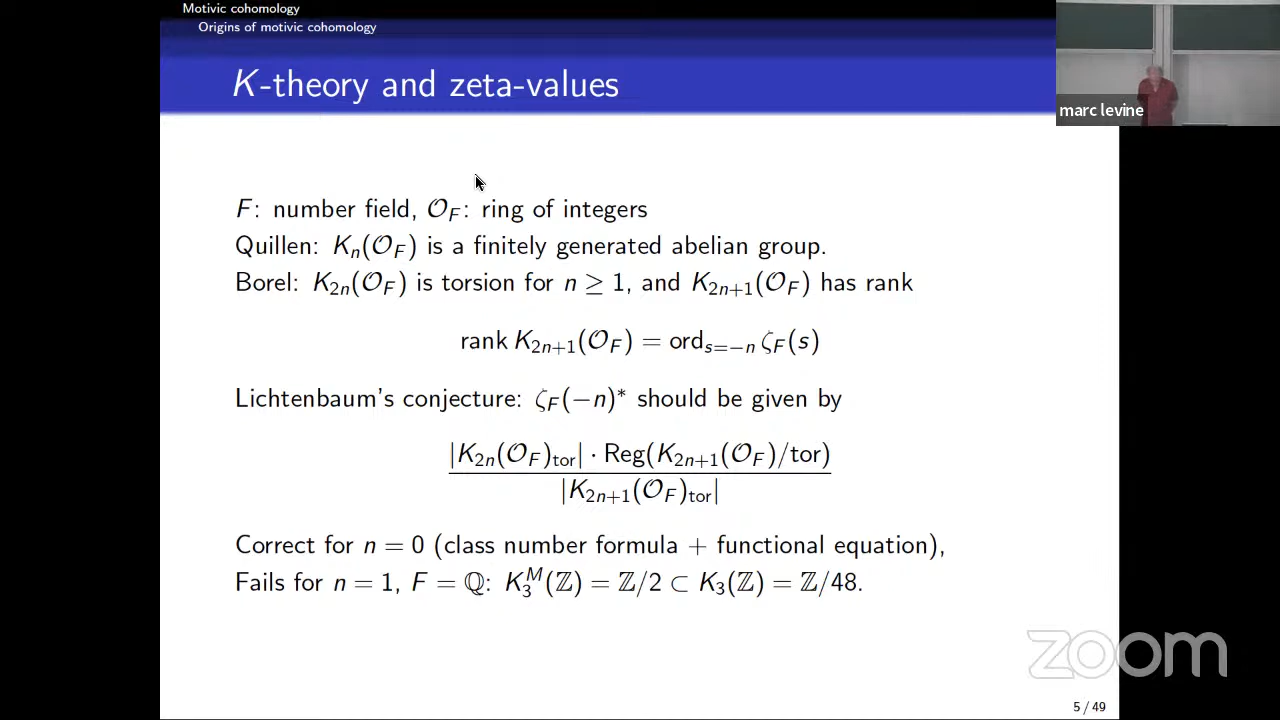 Motivic cohomology
Origins of motivic cohomology
K-theory and zeta-values
marc levine
F: number field, 𝒪_F: ring of integers
Quillen: K_n(𝒪_F) is a finitely generated abelian group.
Borel: K_{2n}(𝒪_F) is torsion for n ≥ 1, and K_{2n+1}(𝒪_F) has rank
rank K_{2n+1}(𝒪_F) = ord_{s=−n} ζ_F(s)
Lichtenbaum's conjecture: ζ_F(−n)* should be given by
|K_{2n}(𝒪_F)_{tor}| · Reg(K_{2n+1}(𝒪_F)/tor)
|K_{2n+1}(𝒪_F)_{tor}|
Correct for n = 0 (class number formula + functional equation),
Fails for n = 1, F = ℚ: K_3^M(ℤ) = ℤ/2 ⊂ K_3(ℤ) = ℤ/48.
zoom
5 / 49